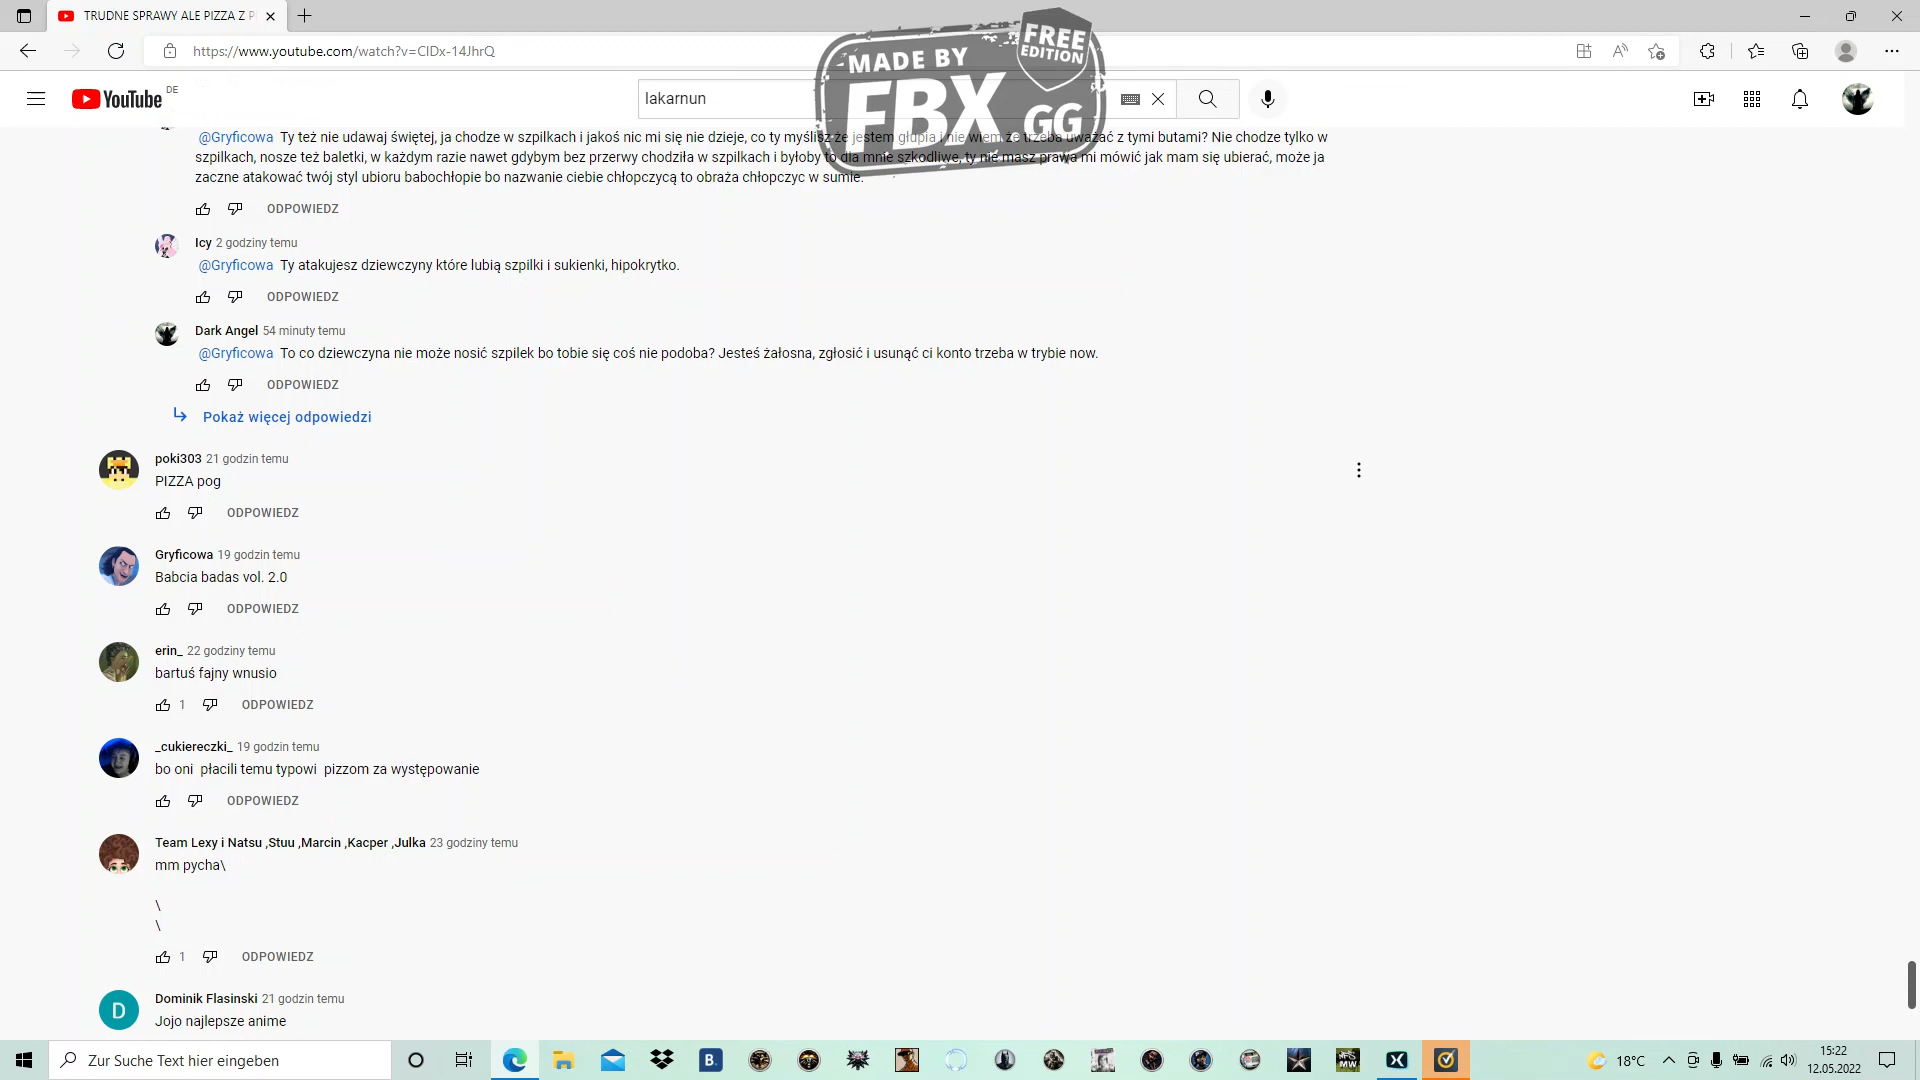 TRUDNE SPRAWY ALE PIZZA Z P
https://www.youtube.com/watch?v=CIDx-14JhrQ
MADE BY
FREE
EDITION
FBX
.GG
YouTube DE
lakarnun
@Gryficowa Ty też nie udawaj świętej, ja chodze w szpilkach i jakoś nic mi się nie dzieje, co ty myślisz że jestem głupia i nie wiem że trzeba uważać z tymi butami? Nie chodze tylko w
szpilkach, nosze też baletki, w każdym razie nawet gdybym bez przerwy chodziła w szpilkach i byłoby to dla mnie szkodliwe, ty nie masz prawa mi mówić jak mam się ubierać, może ja
zaczne atakować twój styl ubioru babochłopie bo nazwanie ciebie chłopczycą to obraża chłopczyc w sumie.
ODPOWIEDZ
Icy 2 godziny temu
@Gryficowa Ty atakujesz dziewczyny które lubią szpilki i sukienki, hipokrytko.
ODPOWIEDZ
Dark Angel 54 minuty temu
@Gryficowa To co dziewczyna nie może nosić szpilek bo tobie się coś nie podoba? Jesteś żałosna, zgłosić i usunąć ci konto trzeba w trybie now.
ODPOWIEDZ
Pokaż więcej odpowiedzi
poki303 21 godzin temu
PIZZA pog
ODPOWIEDZ
Gryficowa 19 godzin temu
Babcia badas vol. 2.0
ODPOWIEDZ
erin_ 22 godziny temu
bartuś fajny wnusio
1 ODPOWIEDZ
_cukiereczki_ 19 godzin temu
bo oni płacili temu typowi pizzom za występowanie
ODPOWIEDZ
Team Lexy i Natsu ,Stuu ,Marcin ,Kacper ,Julka 23 godziny temu
mm pycha\
\
\
1 ODPOWIEDZ
D
Dominik Flasinski 21 godzin temu
Jojo najlepsze anime
Zur Suche Text hier eingeben
B.
MW
18°C
15:22
12.05.2022